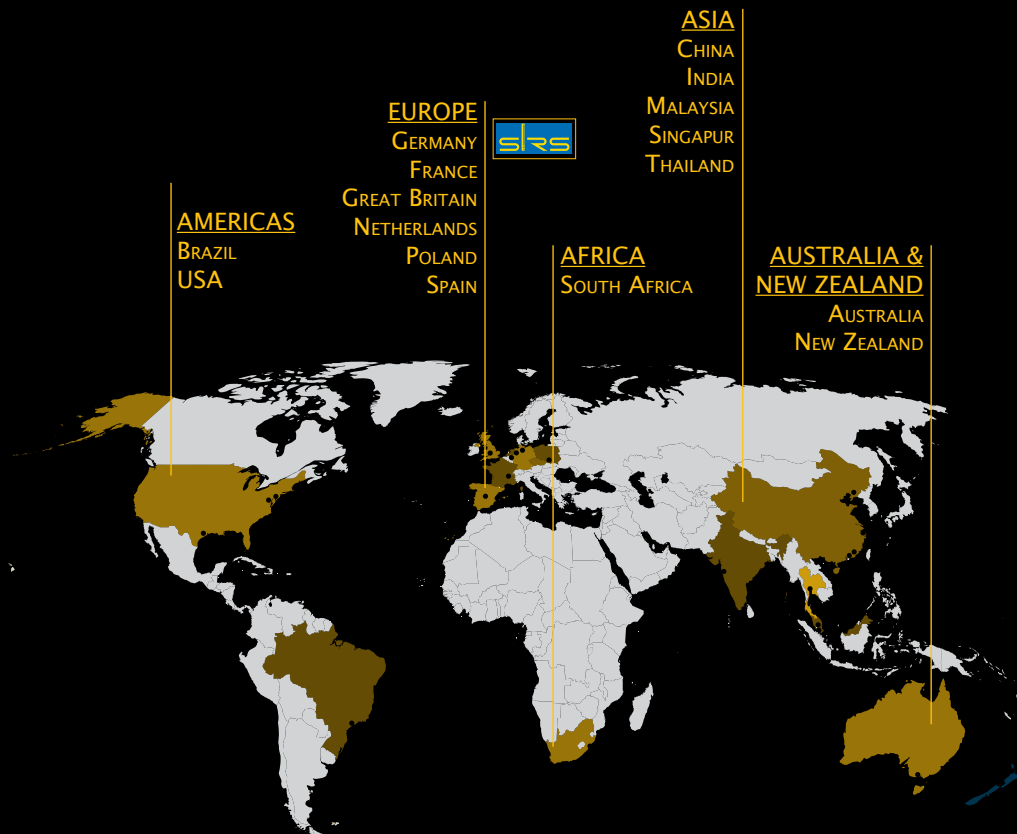 AMERICAS
Brazil
USA
EUROPE
Germany
France
Great Britain
Netherlands
Poland
Spain
slrs
AFRICA
South Africa
ASIA
China
India
Malaysia
Singapur
Thailand
AUSTRALIA &
NEW ZEALAND
Australia
New Zealand